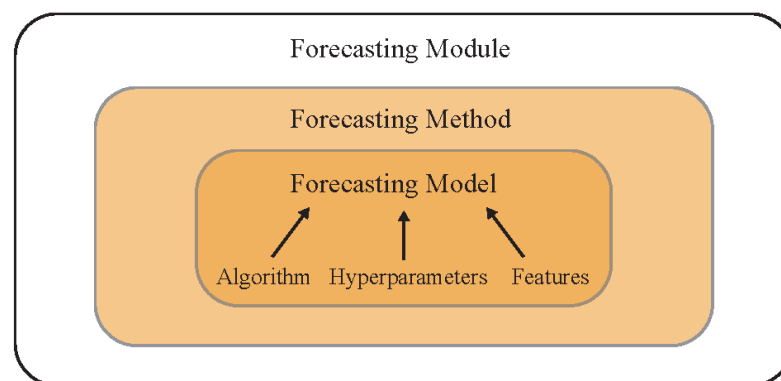 Forecasting Module
Forecasting Method
Forecasting Model
Algorithm Hyperparameters Features